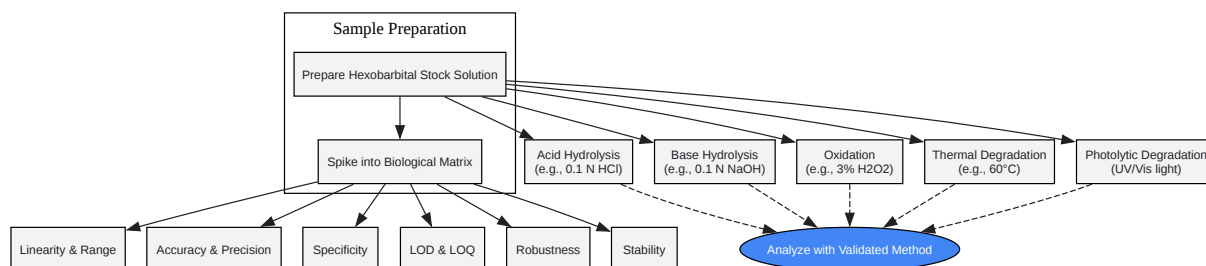 Sample Preparation
Prepare Hexobarbital Stock Solution
Spike into Biological Matrix
Acid Hydrolysis
(e.g., 0.1 N HCl)
Base Hydrolysis
(e.g., 0.1 N NaOH)
Oxidation
(e.g., 3% H2O2)
Thermal Degradation
(e.g., 60°C)
Photolytic Degradation
(UV/Vis light)
Linearity & Range
Accuracy & Precision
Specificity
LOD & LOQ
Robustness
Stability
Analyze with Validated Method